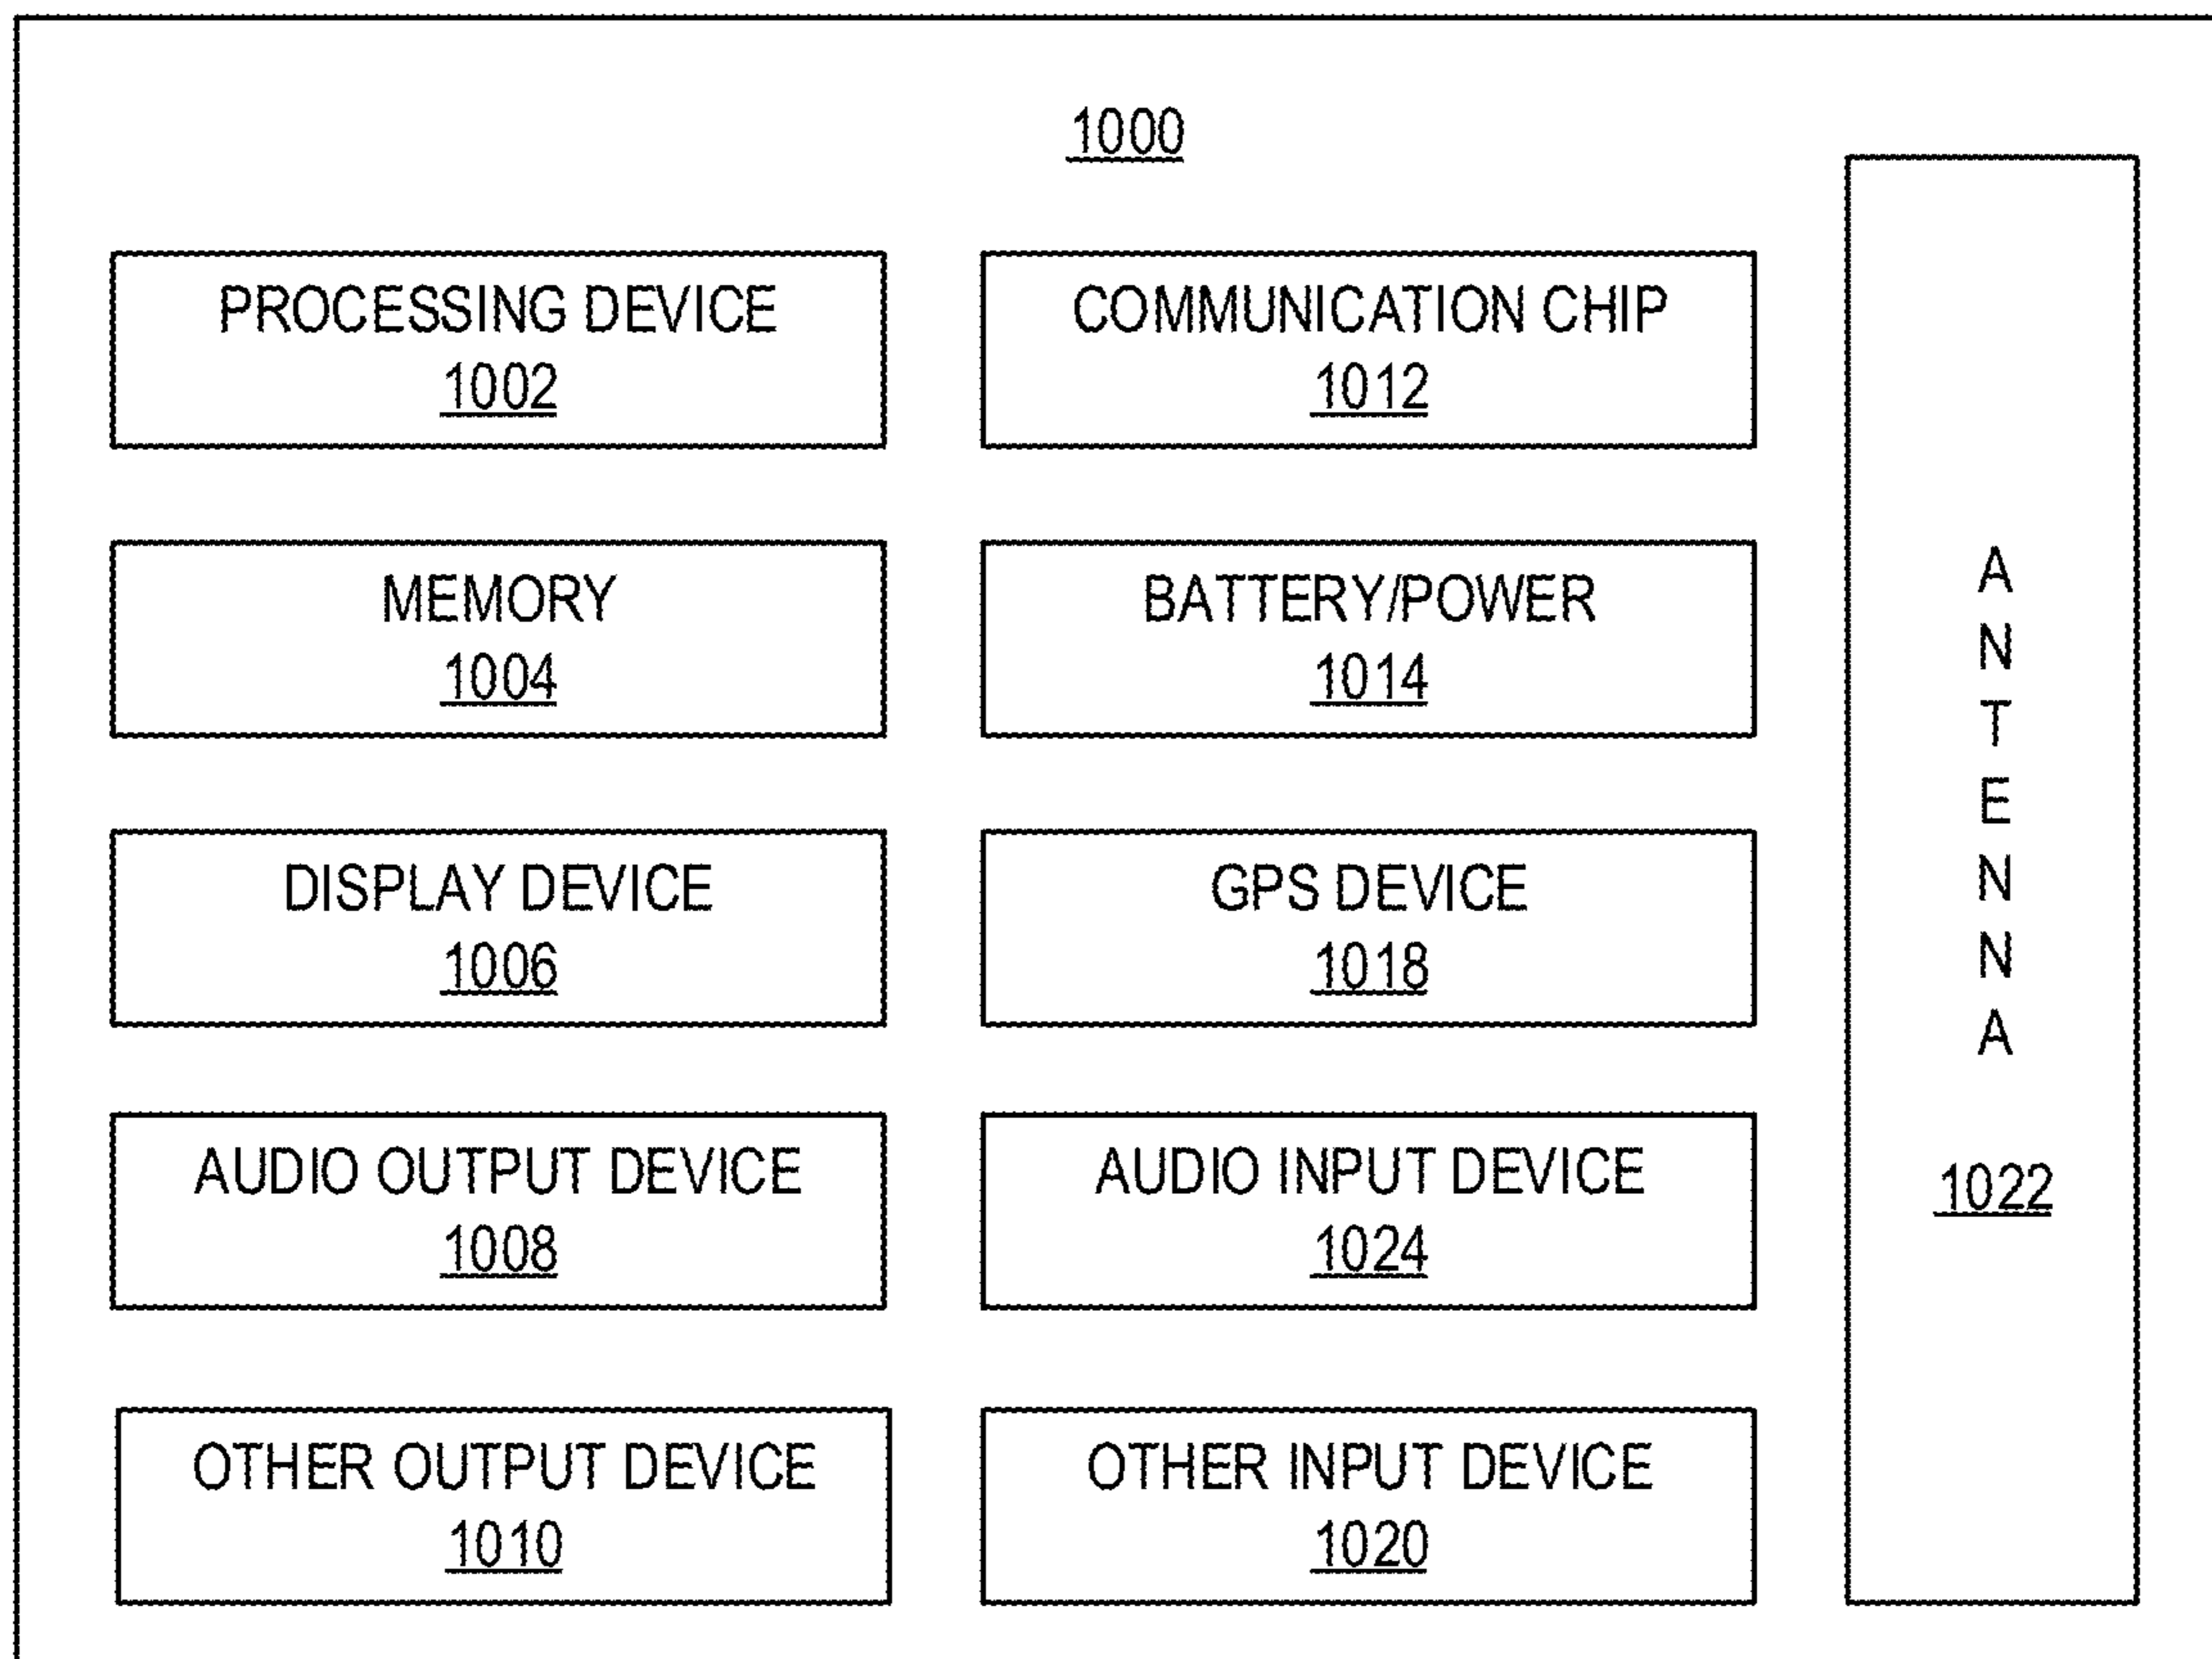 1000
PROCESSING DEVICE
1002
COMMUNICATION CHIP
1012
MEMORY
1004
BATTERY/POWER
1014
DISPLAY DEVICE
1006
GPS DEVICE
1018
AUDIO OUTPUT DEVICE
1008
AUDIO INPUT DEVICE
1024
OTHER OUTPUT DEVICE
1010
OTHER INPUT DEVICE
1020
ANTENNA
1022